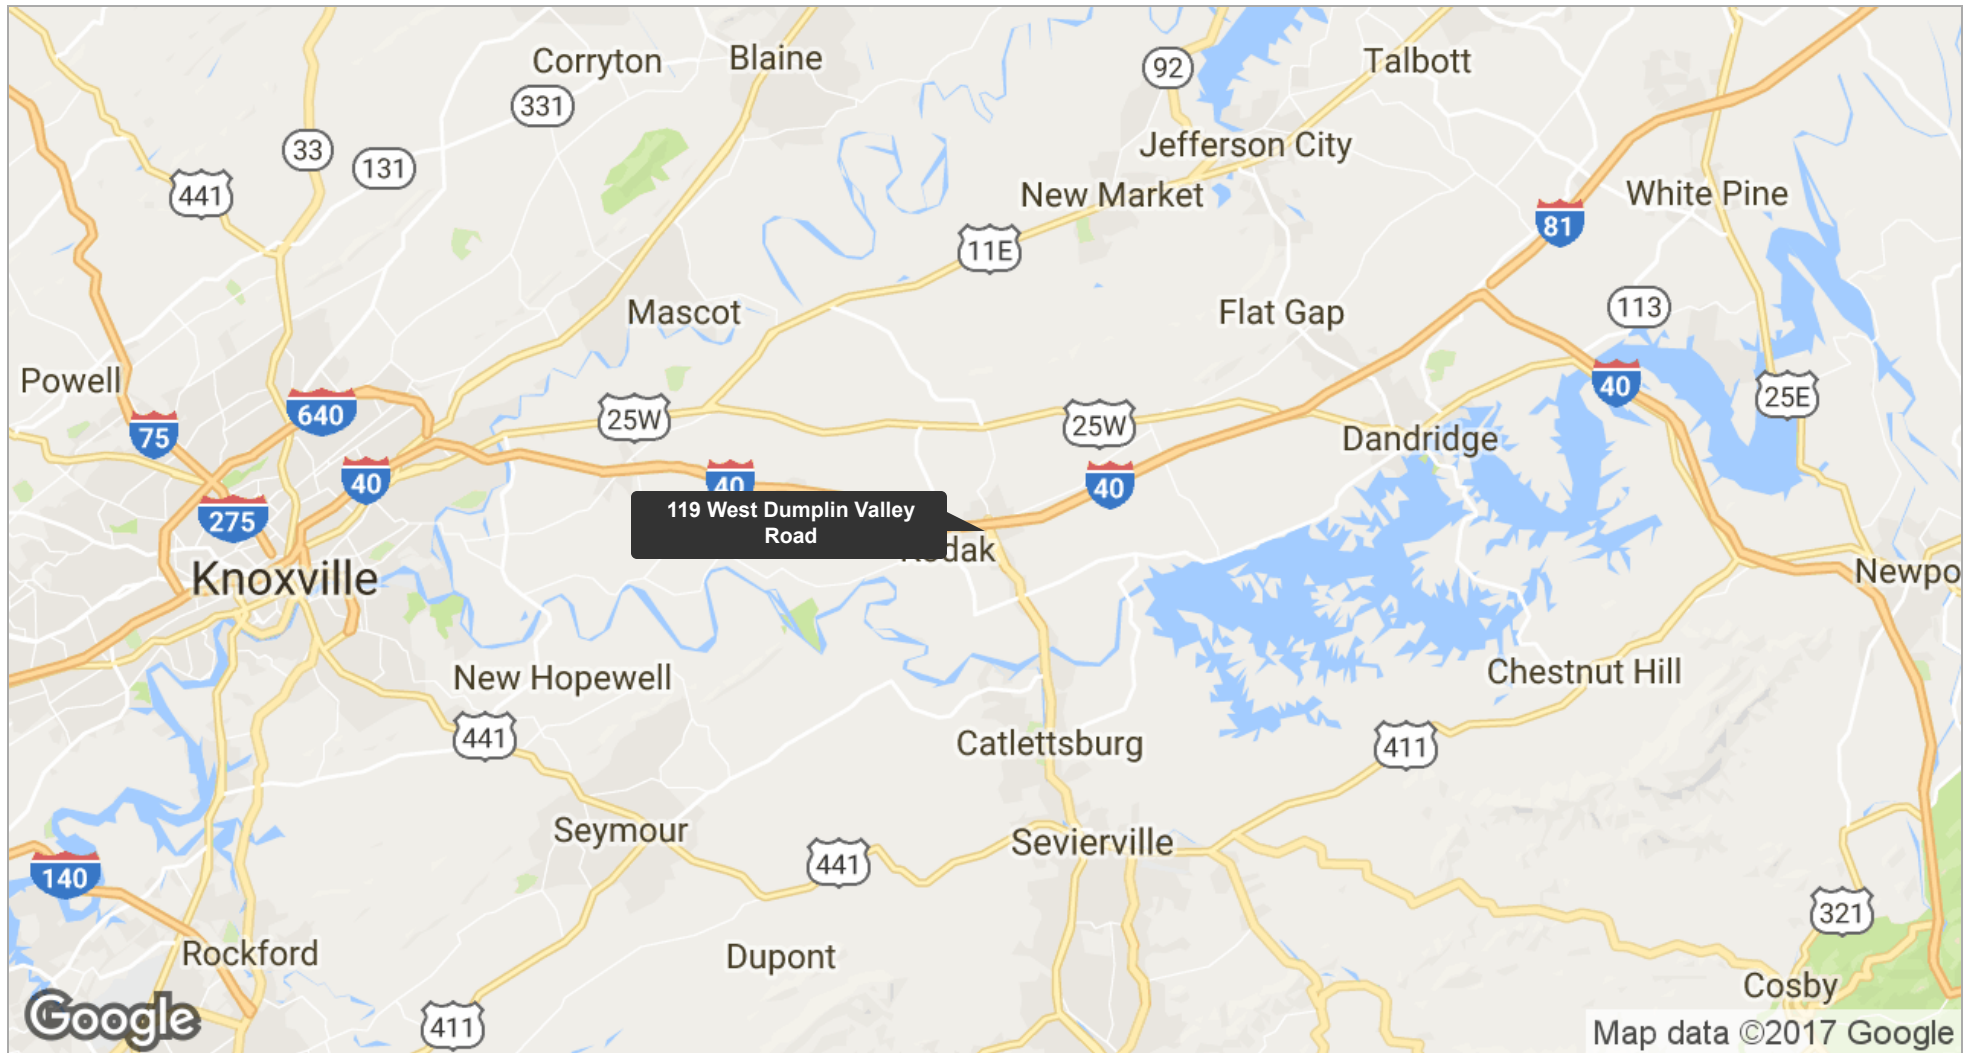 Corryton
Blaine
92
Talbott
331
33
131
Jefferson City
441
New Market
White Pine
81
11E
Mascot
Flat Gap
113
Powell
640
25W
25W
40
25E
75
Dandridge
40
40
40
275
119 West Dumplin Valley
Road
Kodak
Knoxville
Newpo
New Hopewell
Chestnut Hill
441
Catlettsburg
411
Seymour
441
Sevierville
140
321
Rockford
Dupont
Cosby
Google
411
Map data ©2017 Google